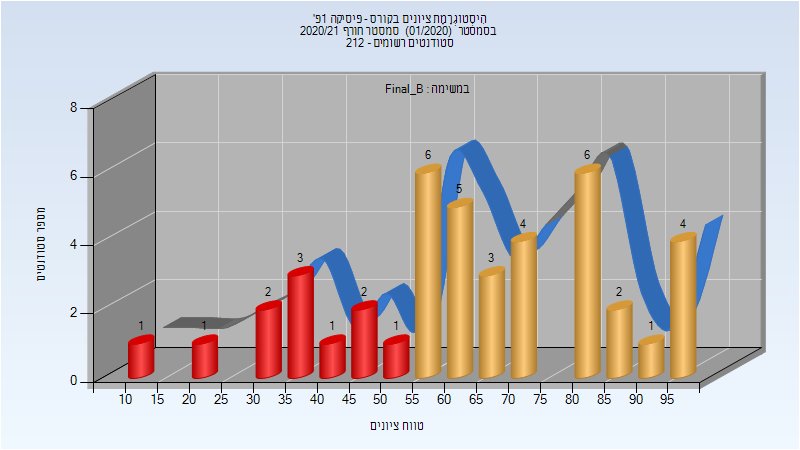 היסטוגרמת ציונים בקורס - פיסיקה 1פ'
בסמסטר (01/2020) סמסטר חורף 2020/21
סטודנטים רשומים - 212
במשימה : Final_B
מספר סטודנטים
8
6
4
2
0
1
1
2
3
1
2
1
6
5
3
4
6
2
1
4
10 15 20 25 30 35 40 45 50 55 60 65 70 75 80 85 90 95
טווח ציונים